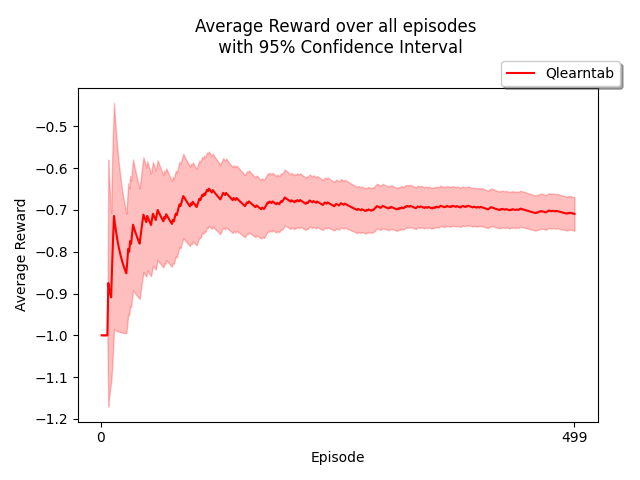 Average Reward over all episodes
with 95% Confidence Interval
Qlearntab
Average Reward
−0.5
−0.6
−0.7
−0.8
−0.9
−1.0
−1.1
−1.2
0
499
Episode